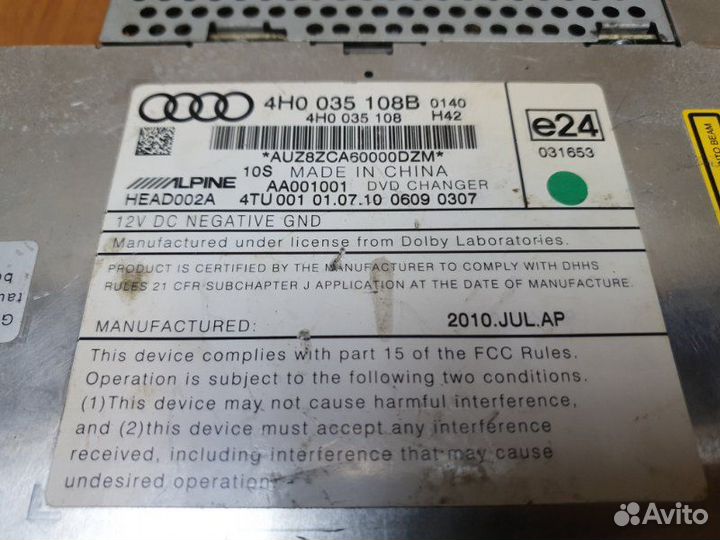 4H0 035 108B 0140
4H0 035 108 H42
e24
031653
*AUZ8ZCA60000DZM*
10S MADE IN CHINA
ALPINE AA001001 DVD CHANGER
HEAD002A 4TU 001 01.07.10 0609 0307
12V DC NEGATIVE GND
Manufactured under license from Dolby Laboratories.
PRODUCT IS CERTIFIED BY THE MANUFACTURER TO COMPLY WITH DHHS
RULES 21 CFR SUBCHAPTER J APPLICATION AT THE DATE OF MANUFACTURE.
MANUFACTURED: 2010.JUL.AP
This device complies with part 15 of the FCC Rules.
Operation is subject to the following two conditions.
(1)This device may not cause harmful interference,
and (2)this device must accept any interference
received, including interference that may cause
undesired operation.
BEAM
Avito